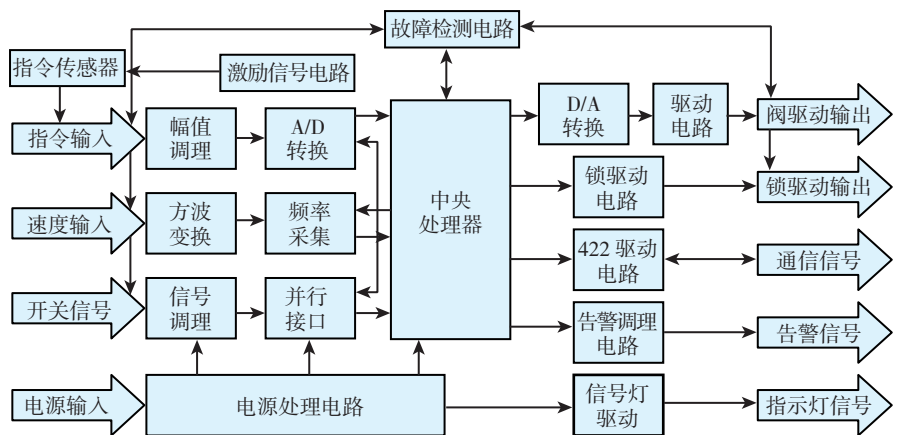 故障检测电路
指令传感器
激励信号电路
指令输入
幅值
调理
A/D
转换
中央
处理器
D/A
转换
驱动
电路
阀驱动输出
锁驱动
电路
锁驱动输出
速度输入
方波
变换
频率
采集
422 驱动
电路
通信信号
开关信号
信号
调理
并行
接口
告警调理
电路
告警信号
电源输入
电源处理电路
信号灯
驱动
指示灯信号